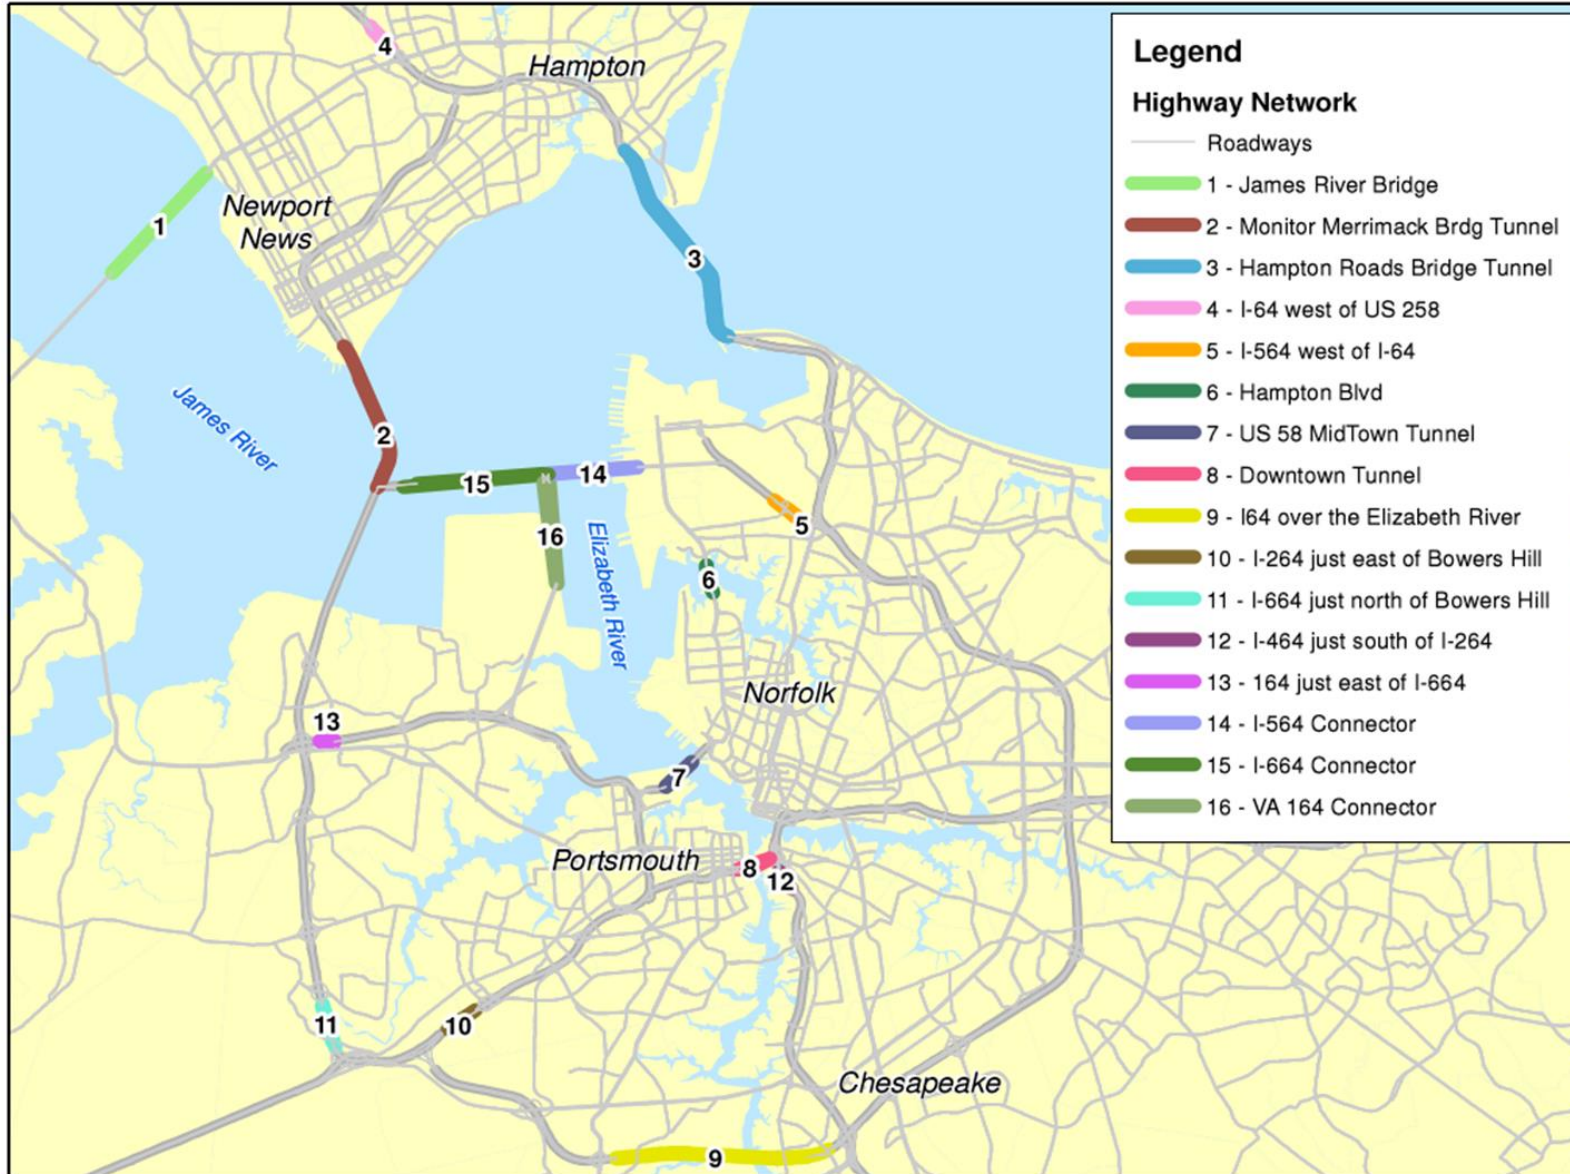 4
Hampton
Newport
News
1
3
2
James River
15
14
16
5
Elizabeth River
6
Norfolk
13
7
Portsmouth
8
12
11
10
Chesapeake
9
Legend
Highway Network
Roadways
1 - James River Bridge
2 - Monitor Merrimack Brdg Tunnel
3 - Hampton Roads Bridge Tunnel
4 - I-64 west of US 258
5 - I-564 west of I-64
6 - Hampton Blvd
7 - US 58 MidTown Tunnel
8 - Downtown Tunnel
9 - I64 over the Elizabeth River
10 - I-264 just east of Bowers Hill
11 - I-664 just north of Bowers Hill
12 - I-464 just south of I-264
13 - 164 just east of I-664
14 - I-564 Connector
15 - I-664 Connector
16 - VA 164 Connector